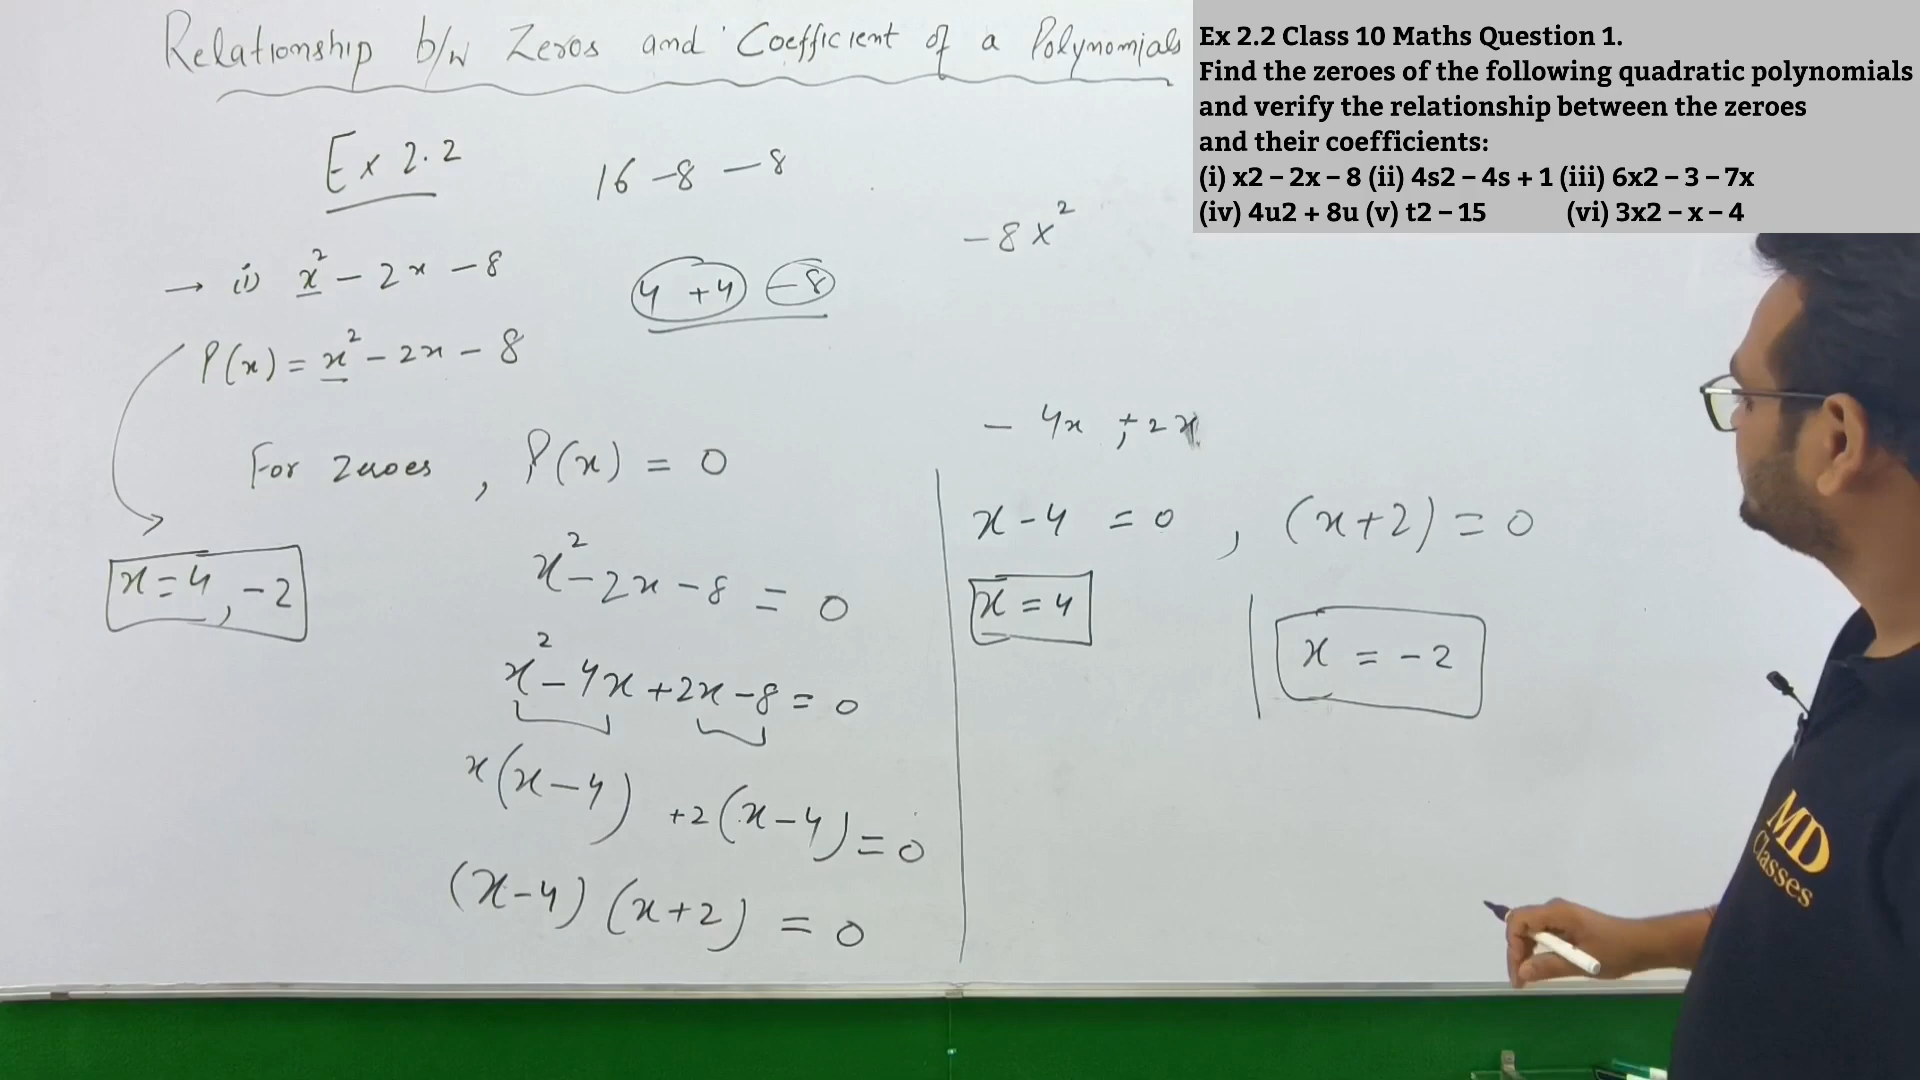 Relationship b/w Zeros and Coefficient of a Polynomials
Ex 2.2 Class 10 Maths Question 1.
Find the zeroes of the following quadratic polynomials
and verify the relationship between the zeroes
and their coefficients:
(i) x2 – 2x – 8 (ii) 4s2 – 4s + 1 (iii) 6x2 – 3 – 7x
(iv) 4u2 + 8u (v) t2 – 15 (vi) 3x2 – x – 4
Ex 2.2
16 -8 -8
-8x²
→ (i) x² - 2x - 8
4 +4 -8
P(x) = x² - 2x - 8
For zeroes, P(x) = 0
x = 4, -2
x² - 2x - 8 = 0
x² - 4x + 2x - 8 = 0
x(x-4) +2(x-4) = 0
(x-4) (x+2) = 0
- 4x , +2x
x - 4 = 0 , (x+2) = 0
x = 4
x = -2
MD
Classes